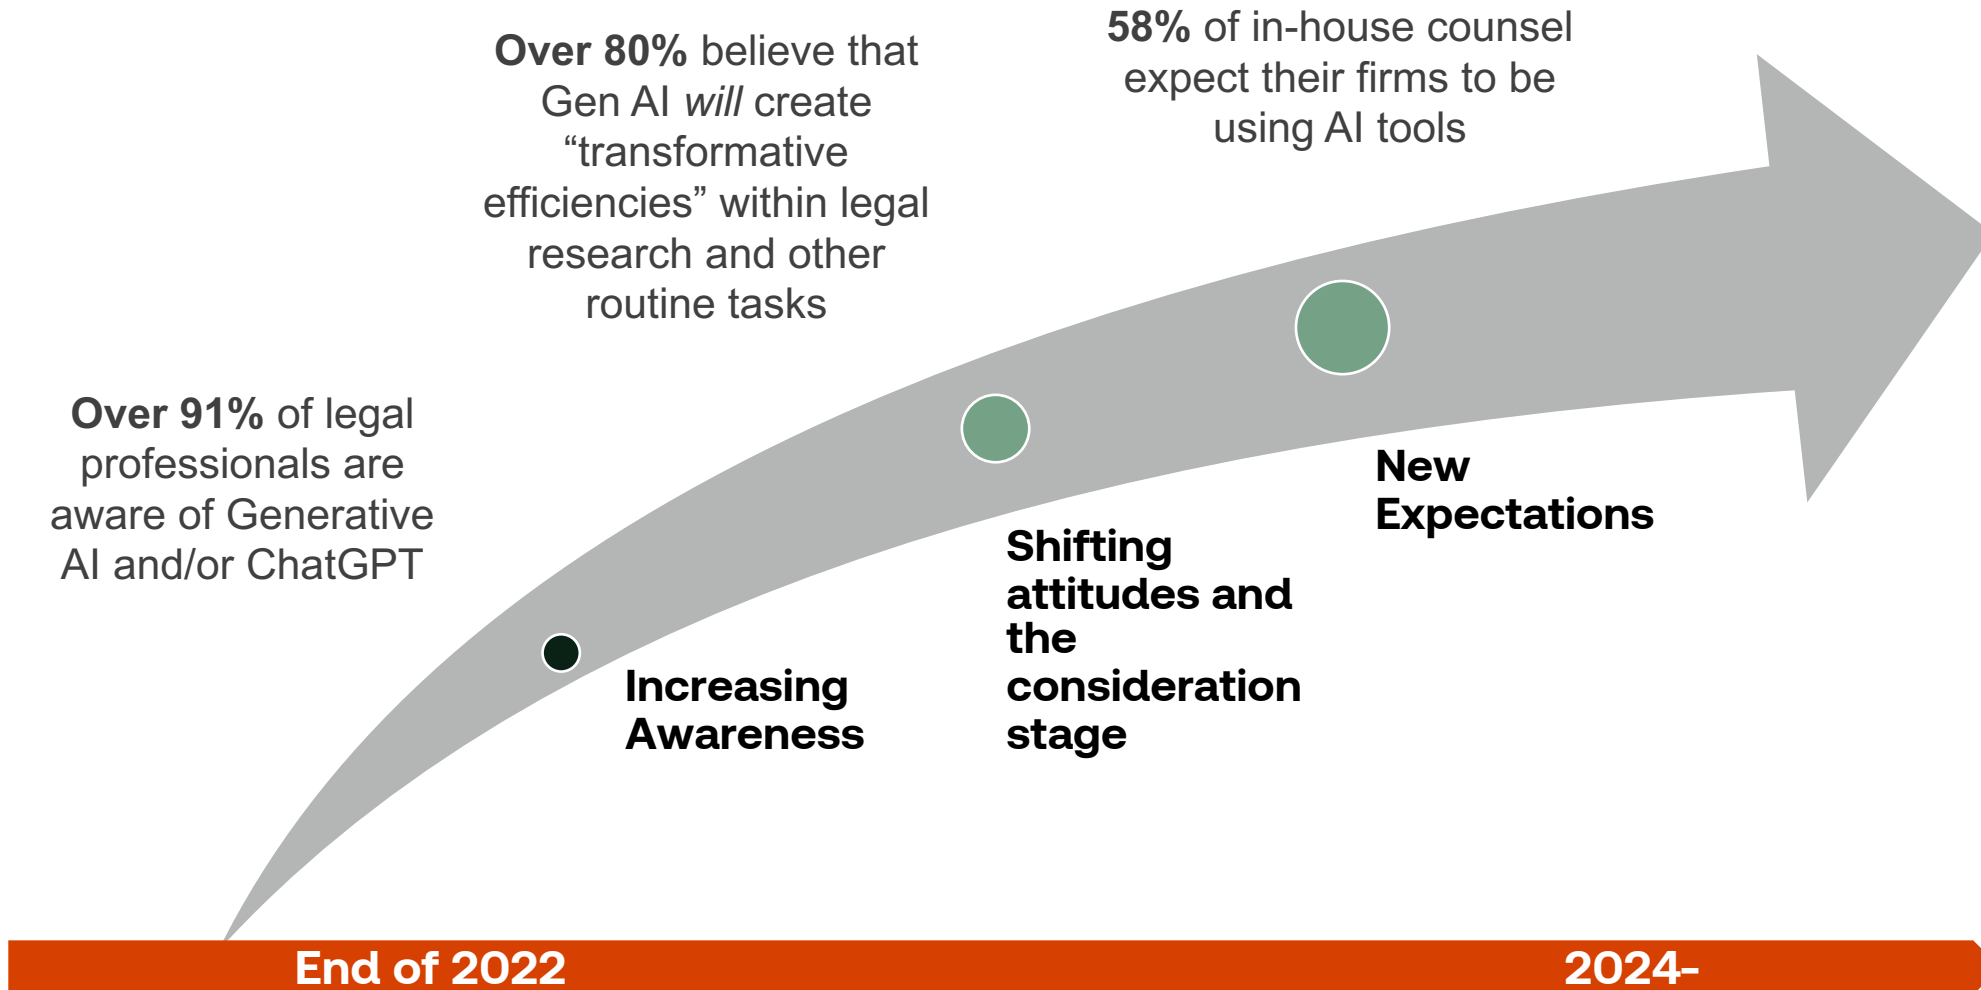 Over 91% of legal
professionals are
aware of Generative
AI and/or ChatGPT
Over 80% believe that
Gen AI will create
“transformative
efficiencies” within legal
research and other
routine tasks
58% of in-house counsel
expect their firms to be
using AI tools
Increasing
Awareness
Shifting
attitudes and
the
consideration
stage
New
Expectations
End of 2022
2024-